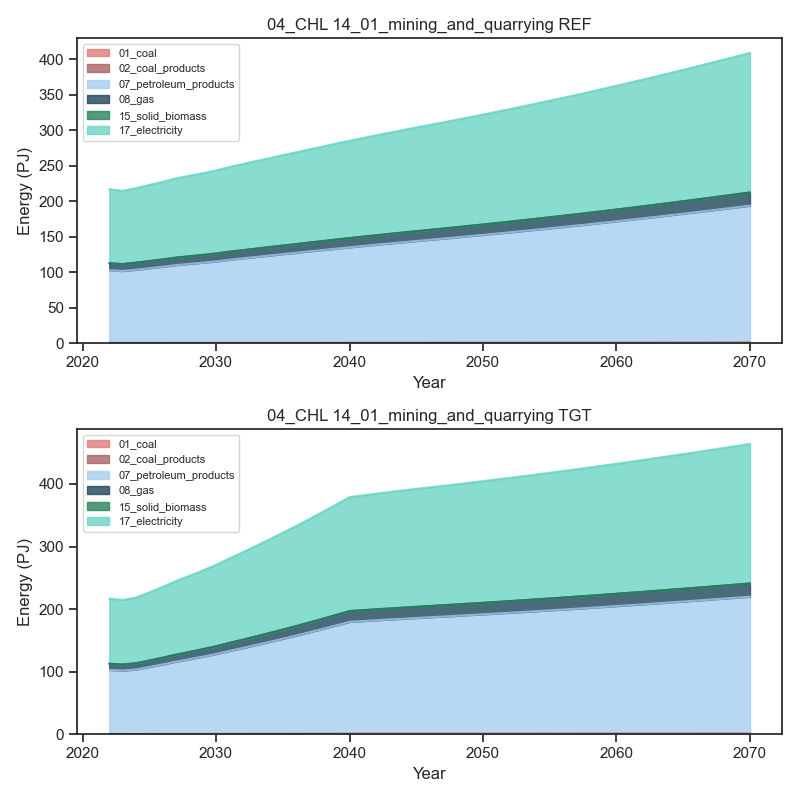 04_CHL 14_01_mining_and_quarrying REF
Energy (PJ)
400
350
300
250
200
150
100
50
0
01_coal
02_coal_products
07_petroleum_products
08_gas
15_solid_biomass
17_electricity
2020 2030 2040 2050 2060 2070
Year
04_CHL 14_01_mining_and_quarrying TGT
Energy (PJ)
400
300
200
100
0
01_coal
02_coal_products
07_petroleum_products
08_gas
15_solid_biomass
17_electricity
2020 2030 2040 2050 2060 2070
Year